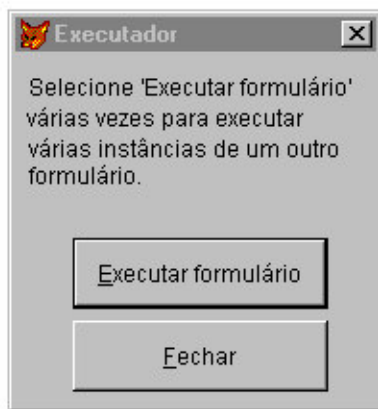 Executador
Selecione 'Executar formulário'
várias vezes para executar
várias instâncias de um outro
formulário.
Executar formulário
Fechar